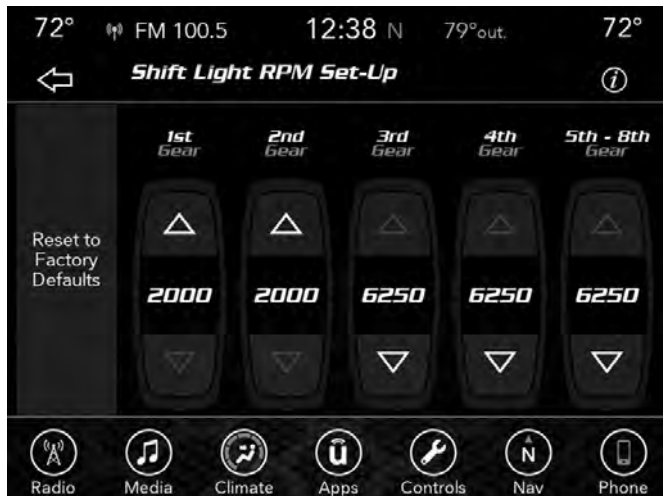 72° FM 100.5 12:38 N 79°out. 72°
Shift Light RPM Set-Up i
1st 2nd 3rd 4th 5th - 8th
Gear Gear Gear Gear Gear
Reset to
Factory
Defaults
2000 2000 6250 6250 6250
ū N
Radio Media Climate Apps Controls Nav Phone